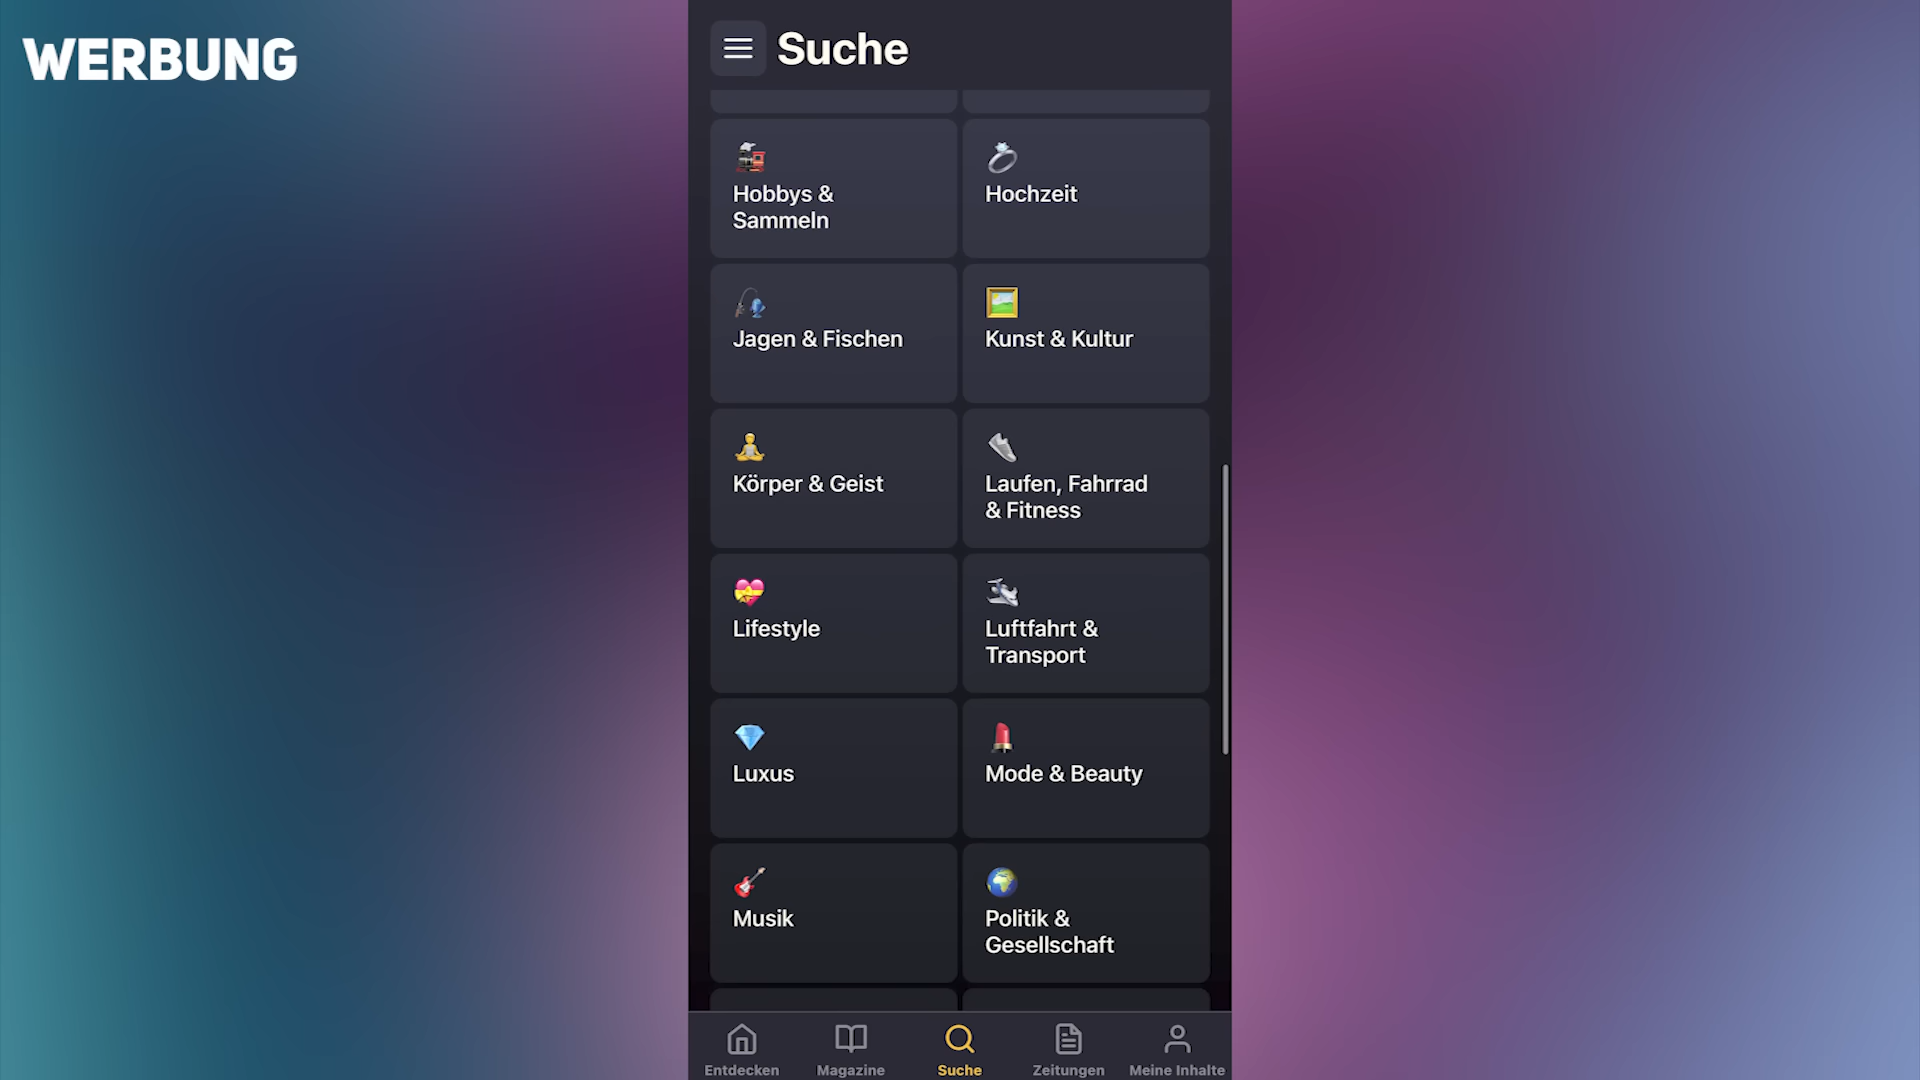 WERBUNG
Suche
Hobbys &
Sammeln
Hochzeit
Jagen & Fischen
Kunst & Kultur
Körper & Geist
Laufen, Fahrrad
& Fitness
Lifestyle
Luftfahrt &
Transport
Luxus
Mode & Beauty
Musik
Politik &
Gesellschaft
Entdecken
Magazine
Suche
Zeitungen
Meine Inhalte